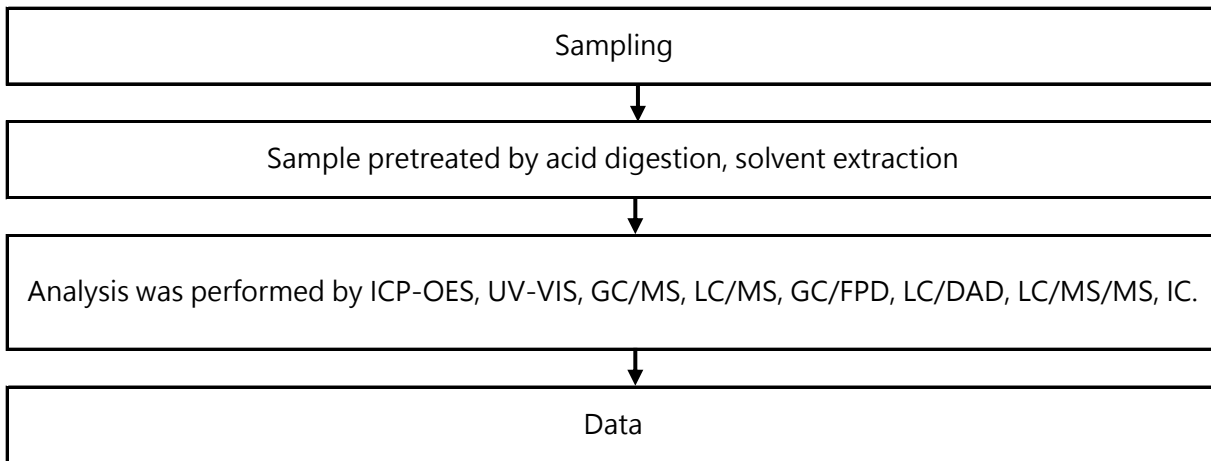 Sampling
Sample pretreated by acid digestion, solvent extraction
Analysis was performed by ICP-OES, UV-VIS, GC/MS, LC/MS, GC/FPD, LC/DAD, LC/MS/MS, IC.
Data